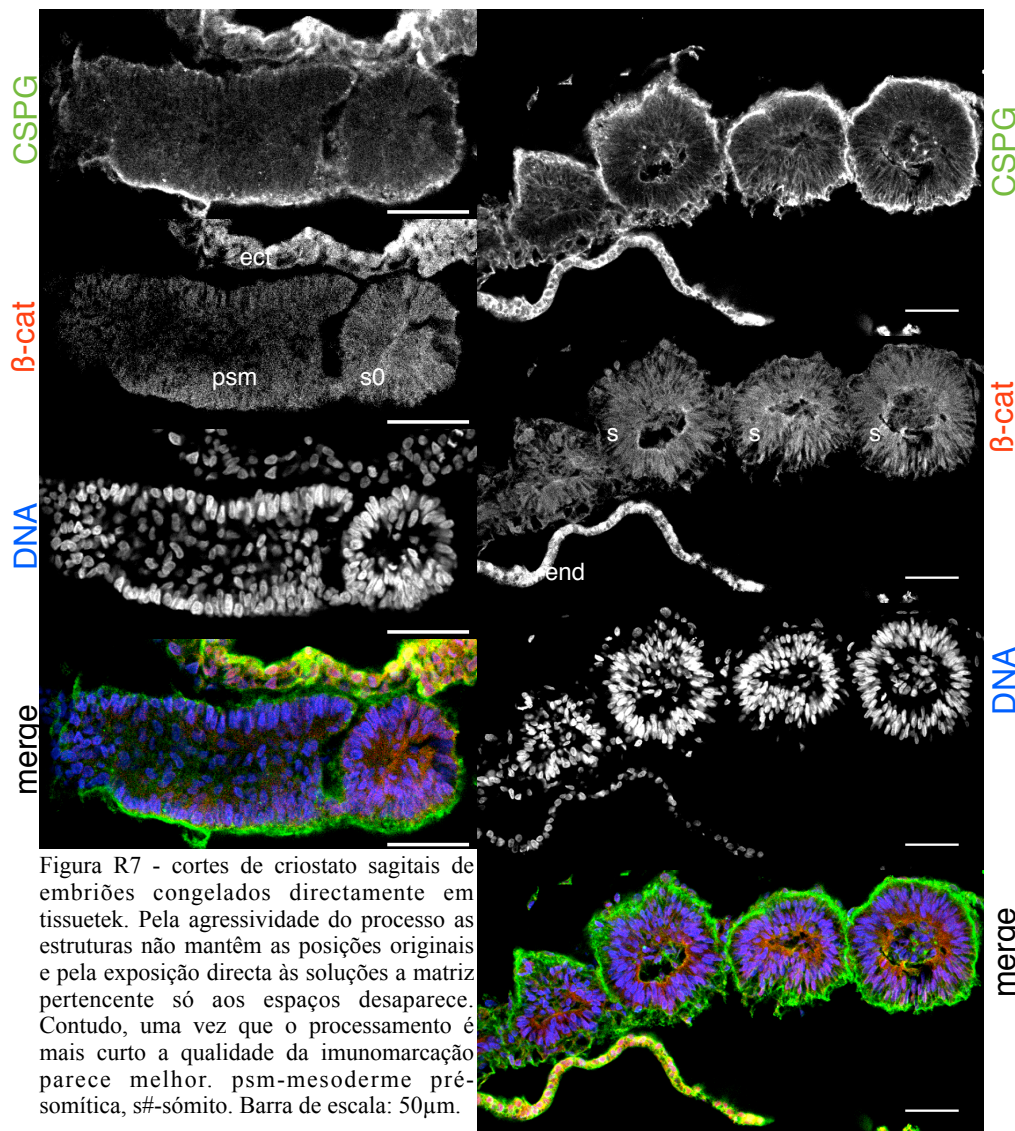 CSPG
ß-cat
ect
psm
s0
DNA
merge
Figura R7 - cortes de criostato sagitais de
embriões congelados directamente em
tissuetek. Pela agressividade do processo as
estruturas não mantêm as posições originais
e pela exposição directa às soluções a matriz
pertencente só aos espaços desaparece.
Contudo, uma vez que o processamento é
mais curto a qualidade da imunomarcação
parece melhor. psm-mesoderme pré-
somítica, s#-sómito. Barra de escala: 50µm.
CSPG
ß-cat
s s s
end
DNA
merge